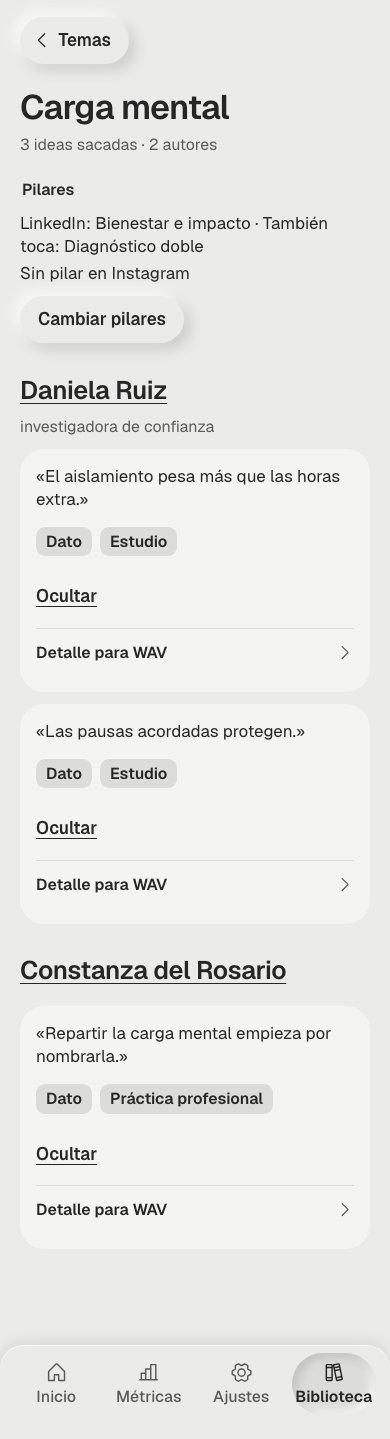 Temas
Carga mental
3 ideas sacadas · 2 autores
Pilares
LinkedIn: Bienestar e impacto · También
toca: Diagnóstico doble
Sin pilar en Instagram
Cambiar pilares
Daniela Ruiz
investigadora de confianza
«El aislamiento pesa más que las horas
extra.»
Dato Estudio
Ocultar
Detalle para WAV
«Las pausas acordadas protegen.»
Dato Estudio
Ocultar
Detalle para WAV
Constanza del Rosario
«Repartir la carga mental empieza por
nombrarla.»
Dato Práctica profesional
Ocultar
Detalle para WAV
Inicio Métricas Ajustes Biblioteca